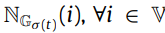 ℕ_{𝔾_{σ(t)}}(i), ∀i ∈ 𝕍